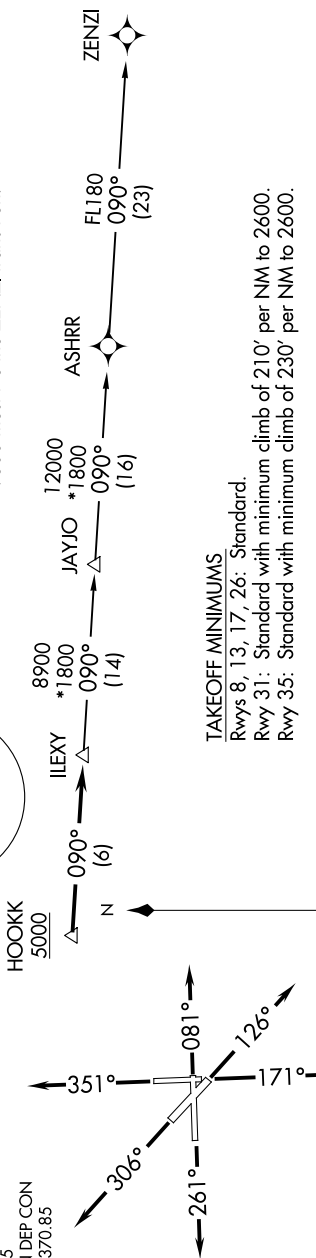 5
DEP CON
370.85
HOOKK
5000
090°
(6)
ILEXY
8900
*1800
090°
(14)
JAYJO
12000
*1800
090°
(16)
ASHRR
FL180
090°
(23)
ZENZI
N
351°
081°
306°
126°
261°
171°
TAKEOFF MINIMUMS
Rwys 8, 13, 17, 26: Standard.
Rwy 31: Standard with minimum climb of 210' per NM to 2600.
Rwy 35: Standard with minimum climb of 230' per NM to 2600.